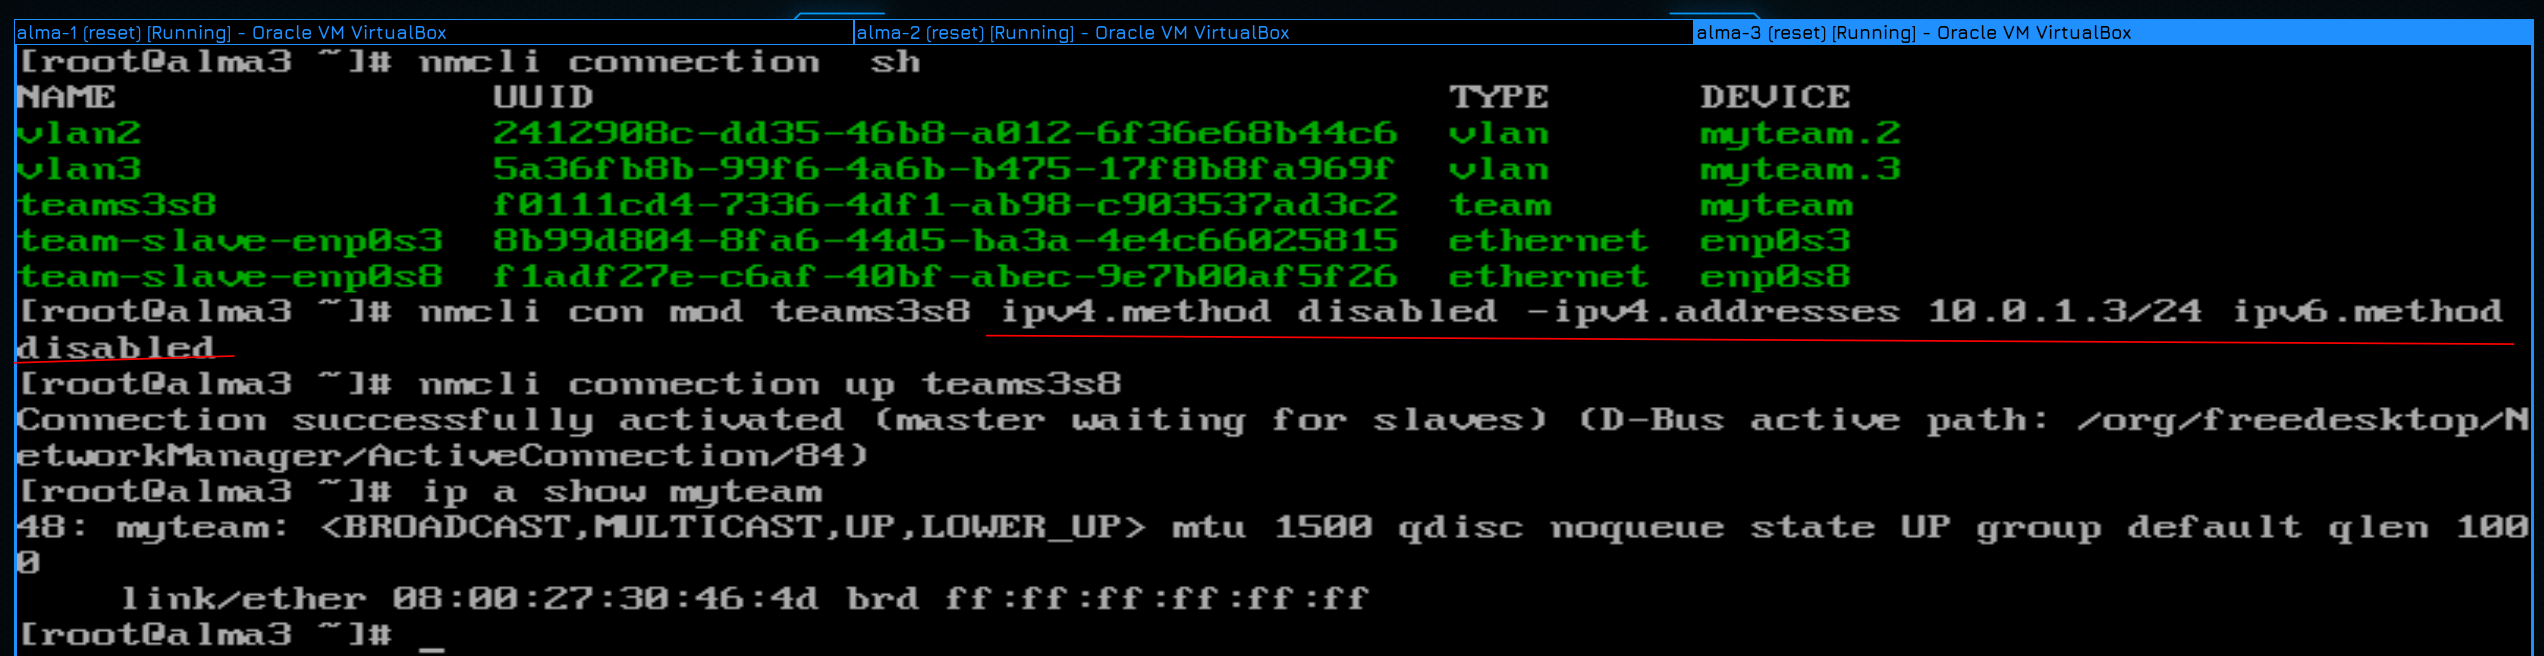 alma-1 (reset) [Running] - Oracle VM VirtualBox
alma-2 (reset) [Running] - Oracle VM VirtualBox
alma-3 (reset) [Running] - Oracle VM VirtualBox
[root@alma3 ~]# nmcli connection  sh
NAME               UUID                                  TYPE      DEVICE
vlan2              2412908c-dd35-46b8-a012-6f36e68b44c6  vlan      myteam.2
vlan3              5a36fb8b-99f6-4a6b-b475-17f8b8fa969f  vlan      myteam.3
teams3s8           f0111cd4-7336-4df1-ab98-c903537ad3c2  team      myteam
team-slave-enp0s3  8b99d804-8fa6-44d5-ba3a-4e4c66025815  ethernet  enp0s3
team-slave-enp0s8  f1adf27e-c6af-40bf-abec-9e7b00af5f26  ethernet  enp0s8
[root@alma3 ~]# nmcli con mod teams3s8 ipv4.method disabled -ipv4.addresses 10.0.1.3/24 ipv6.method
disabled
[root@alma3 ~]# nmcli connection up teams3s8
Connection successfully activated (master waiting for slaves) (D-Bus active path: /org/freedesktop/N
etworkManager/ActiveConnection/84)
[root@alma3 ~]# ip a show myteam
48: myteam: <BROADCAST,MULTICAST,UP,LOWER_UP> mtu 1500 qdisc noqueue state UP group default qlen 100
0
    link/ether 08:00:27:30:46:4d brd ff:ff:ff:ff:ff:ff
[root@alma3 ~]# _